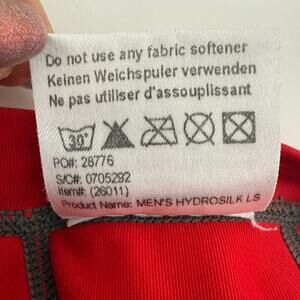 Do not use any fabric softener
Keinen Weichspuler verwenden
Ne pas utiliser d'assouplissant
30°
PO#: 28776
S/C#: 0705292
Item#: (26011)
Product Name: MEN'S HYDROSILK LS